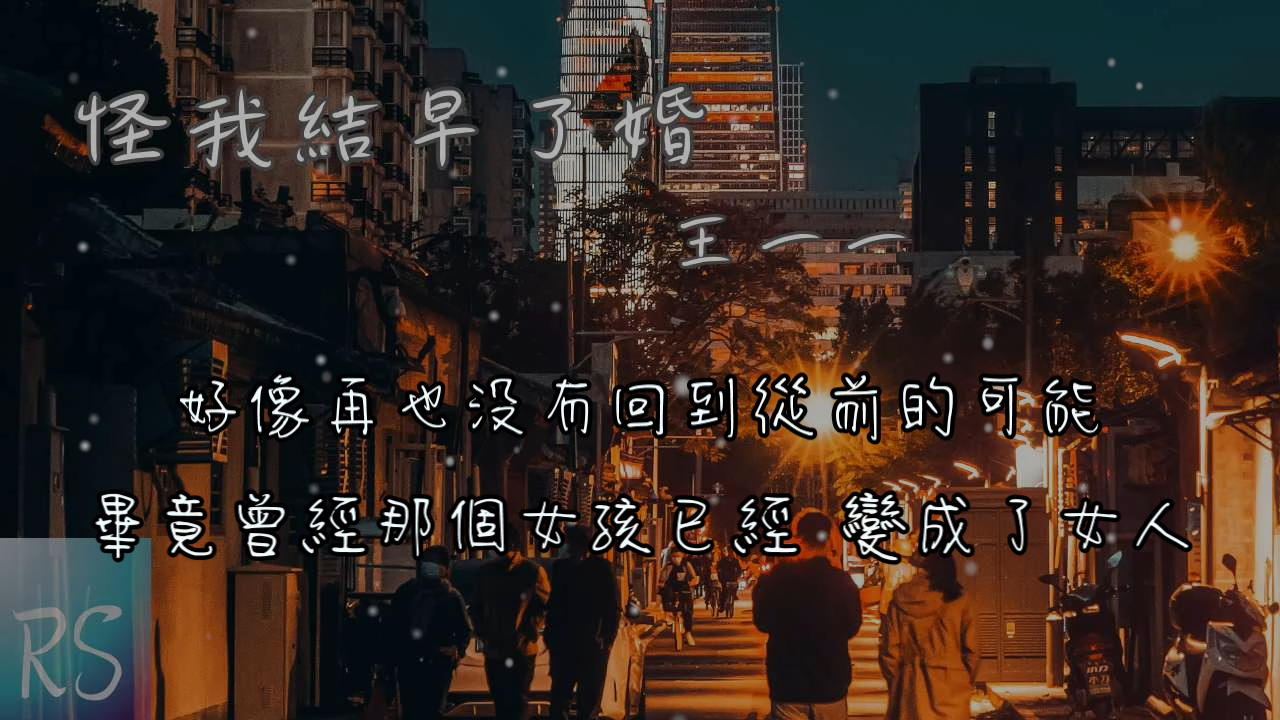 怪我結早了婚
王一一
好像再也没有回到從前的可能
畢竟曾經那個女孩已經 變成了女人
RS